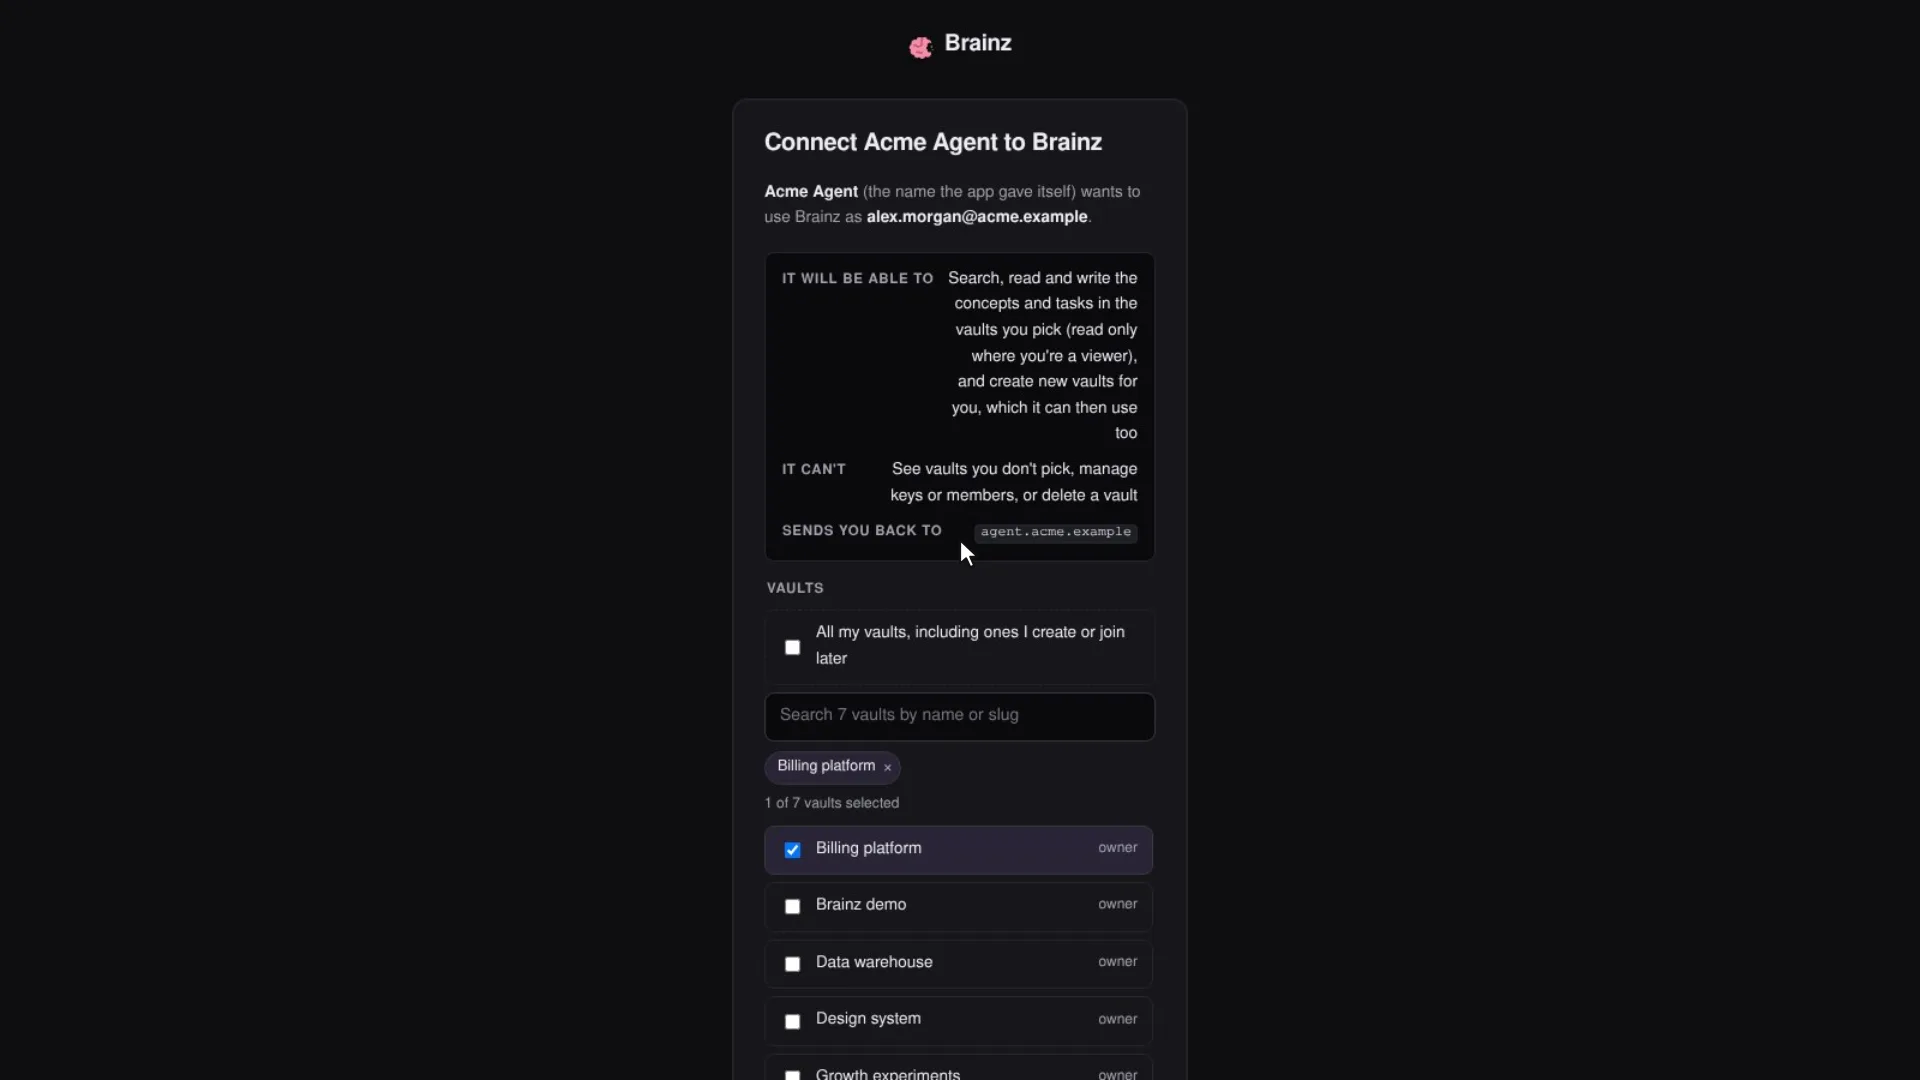 Brainz
Connect Acme Agent to Brainz
Acme Agent (the name the app gave itself) wants to
use Brainz as alex.morgan@acme.example.
IT WILL BE ABLE TO Search, read and write the
concepts and tasks in the
vaults you pick (read only
where you're a viewer),
and create new vaults for
you, which it can then use
too
IT CAN'T See vaults you don't pick, manage
keys or members, or delete a vault
SENDS YOU BACK TO agent.acme.example
VAULTS
All my vaults, including ones I create or join
later
Search 7 vaults by name or slug
Billing platform ×
1 of 7 vaults selected
Billing platform owner
Brainz demo owner
Data warehouse owner
Design system owner
Growth experiments owner